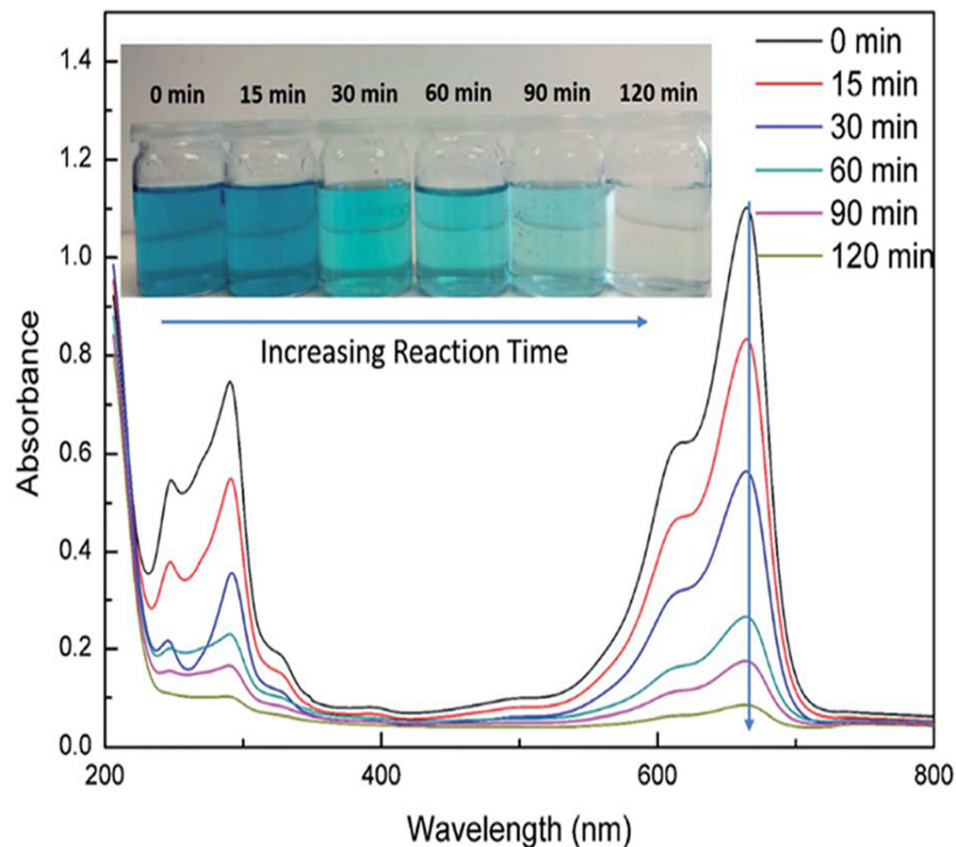 0 min
15 min
30 min
60 min
90 min
120 min
0 min 15 min 30 min 60 min 90 min 120 min
Increasing Reaction Time
1.4
1.2
1.0
0.8
0.6
0.4
0.2
0.0
Absorbance
200 400 600 800
Wavelength (nm)